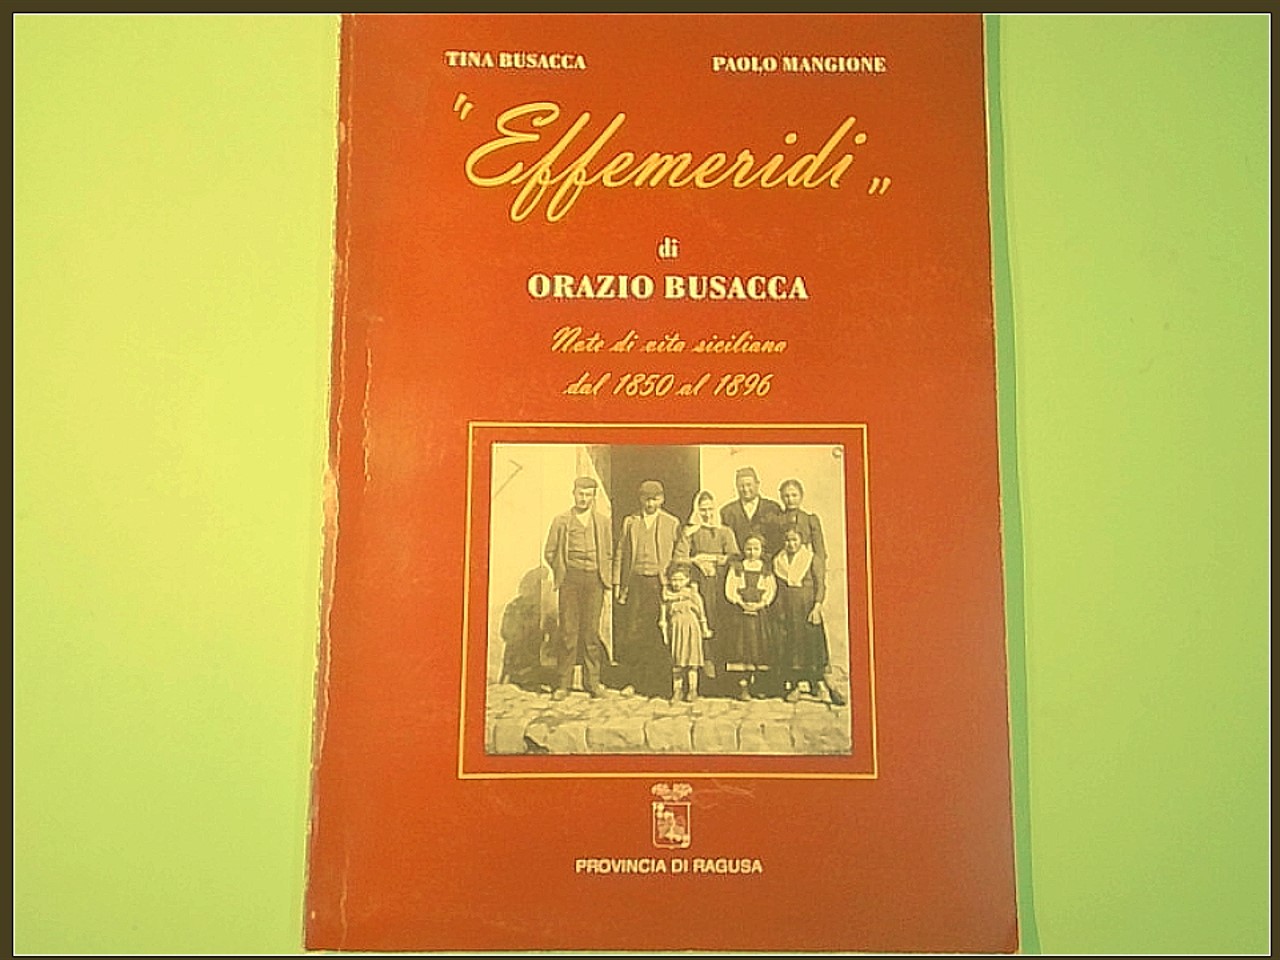 TINA BUSACCA PAOLO MANGIONE
"Effemeridi„
di
ORAZIO BUSACCA
Note di vita siciliana
dal 1850 al 1896
PROVINCIA DI RAGUSA